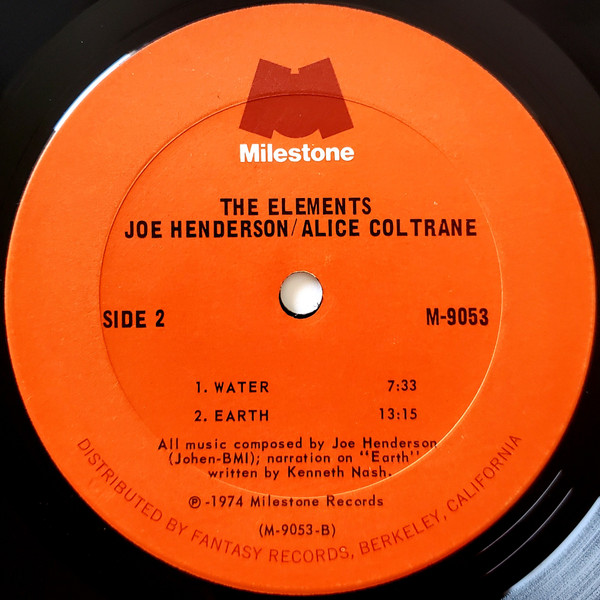 Milestone
THE ELEMENTS
JOE HENDERSON/ALICE COLTRANE
SIDE 2
M-9053
1. WATER 7:33
2. EARTH 13:15
All music composed by Joe Henderson
(Johen-BMI); narration on "Earth"
written by Kenneth Nash.
℗-1974 Milestone Records
(M-9053-B)
DISTRIBUTED BY FANTASY RECORDS, BERKELEY, CALIFORNIA